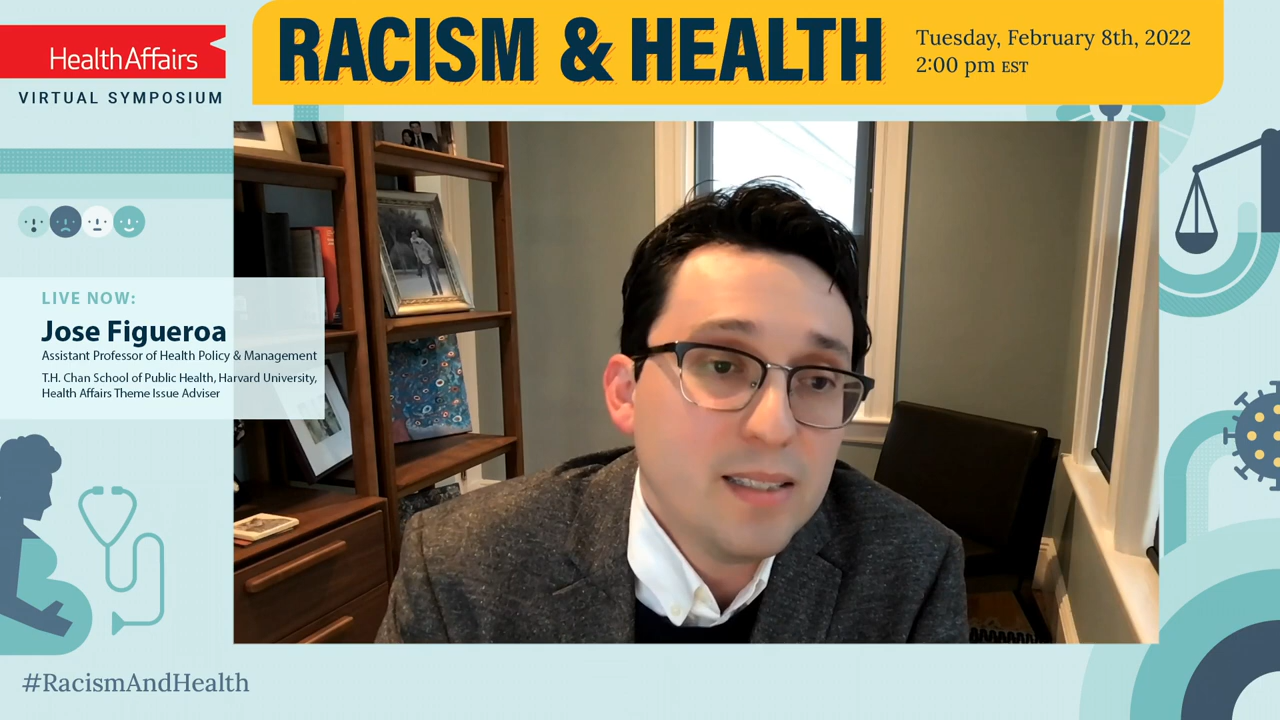 HealthAffairs
VIRTUAL SYMPOSIUM
RACISM & HEALTH
Tuesday, February 8th, 2022
2:00 pm EST
LIVE NOW:
Jose Figueroa
Assistant Professor of Health Policy & Management
T.H. Chan School of Public Health, Harvard University,
Health Affairs Theme Issue Adviser
#RacismAndHealth